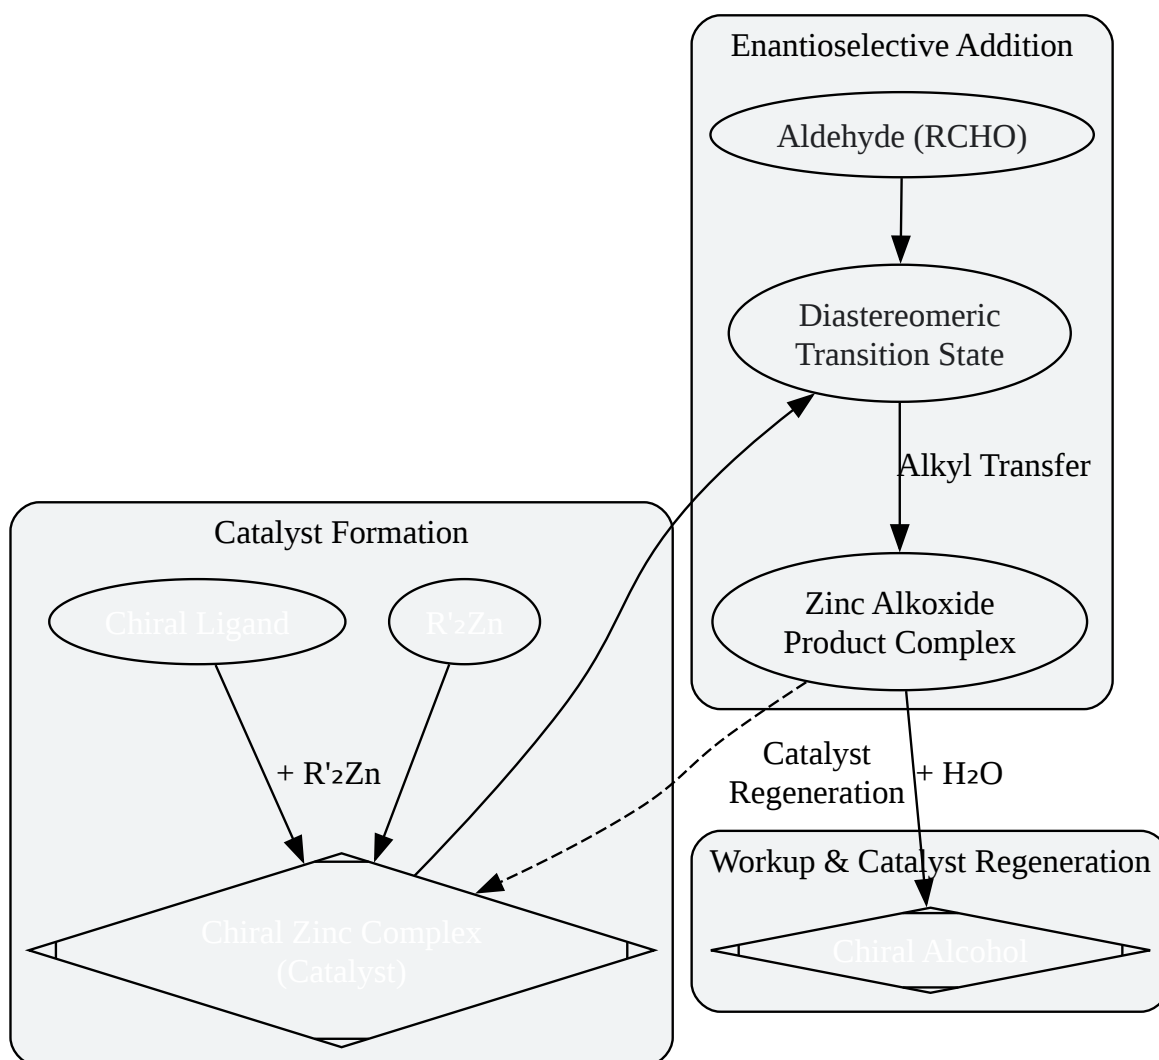 Enantioselective Addition
Aldehyde (RCHO)
Diastereomeric
Transition State
Alkyl Transfer
Zinc Alkoxide
Product Complex
Catalyst Formation
Chiral Ligand
R'₂Zn
+ R'₂Zn
Chiral Zinc Complex
(Catalyst)
Catalyst
Regeneration
+ H₂O
Workup & Catalyst Regeneration
Chiral Alcohol